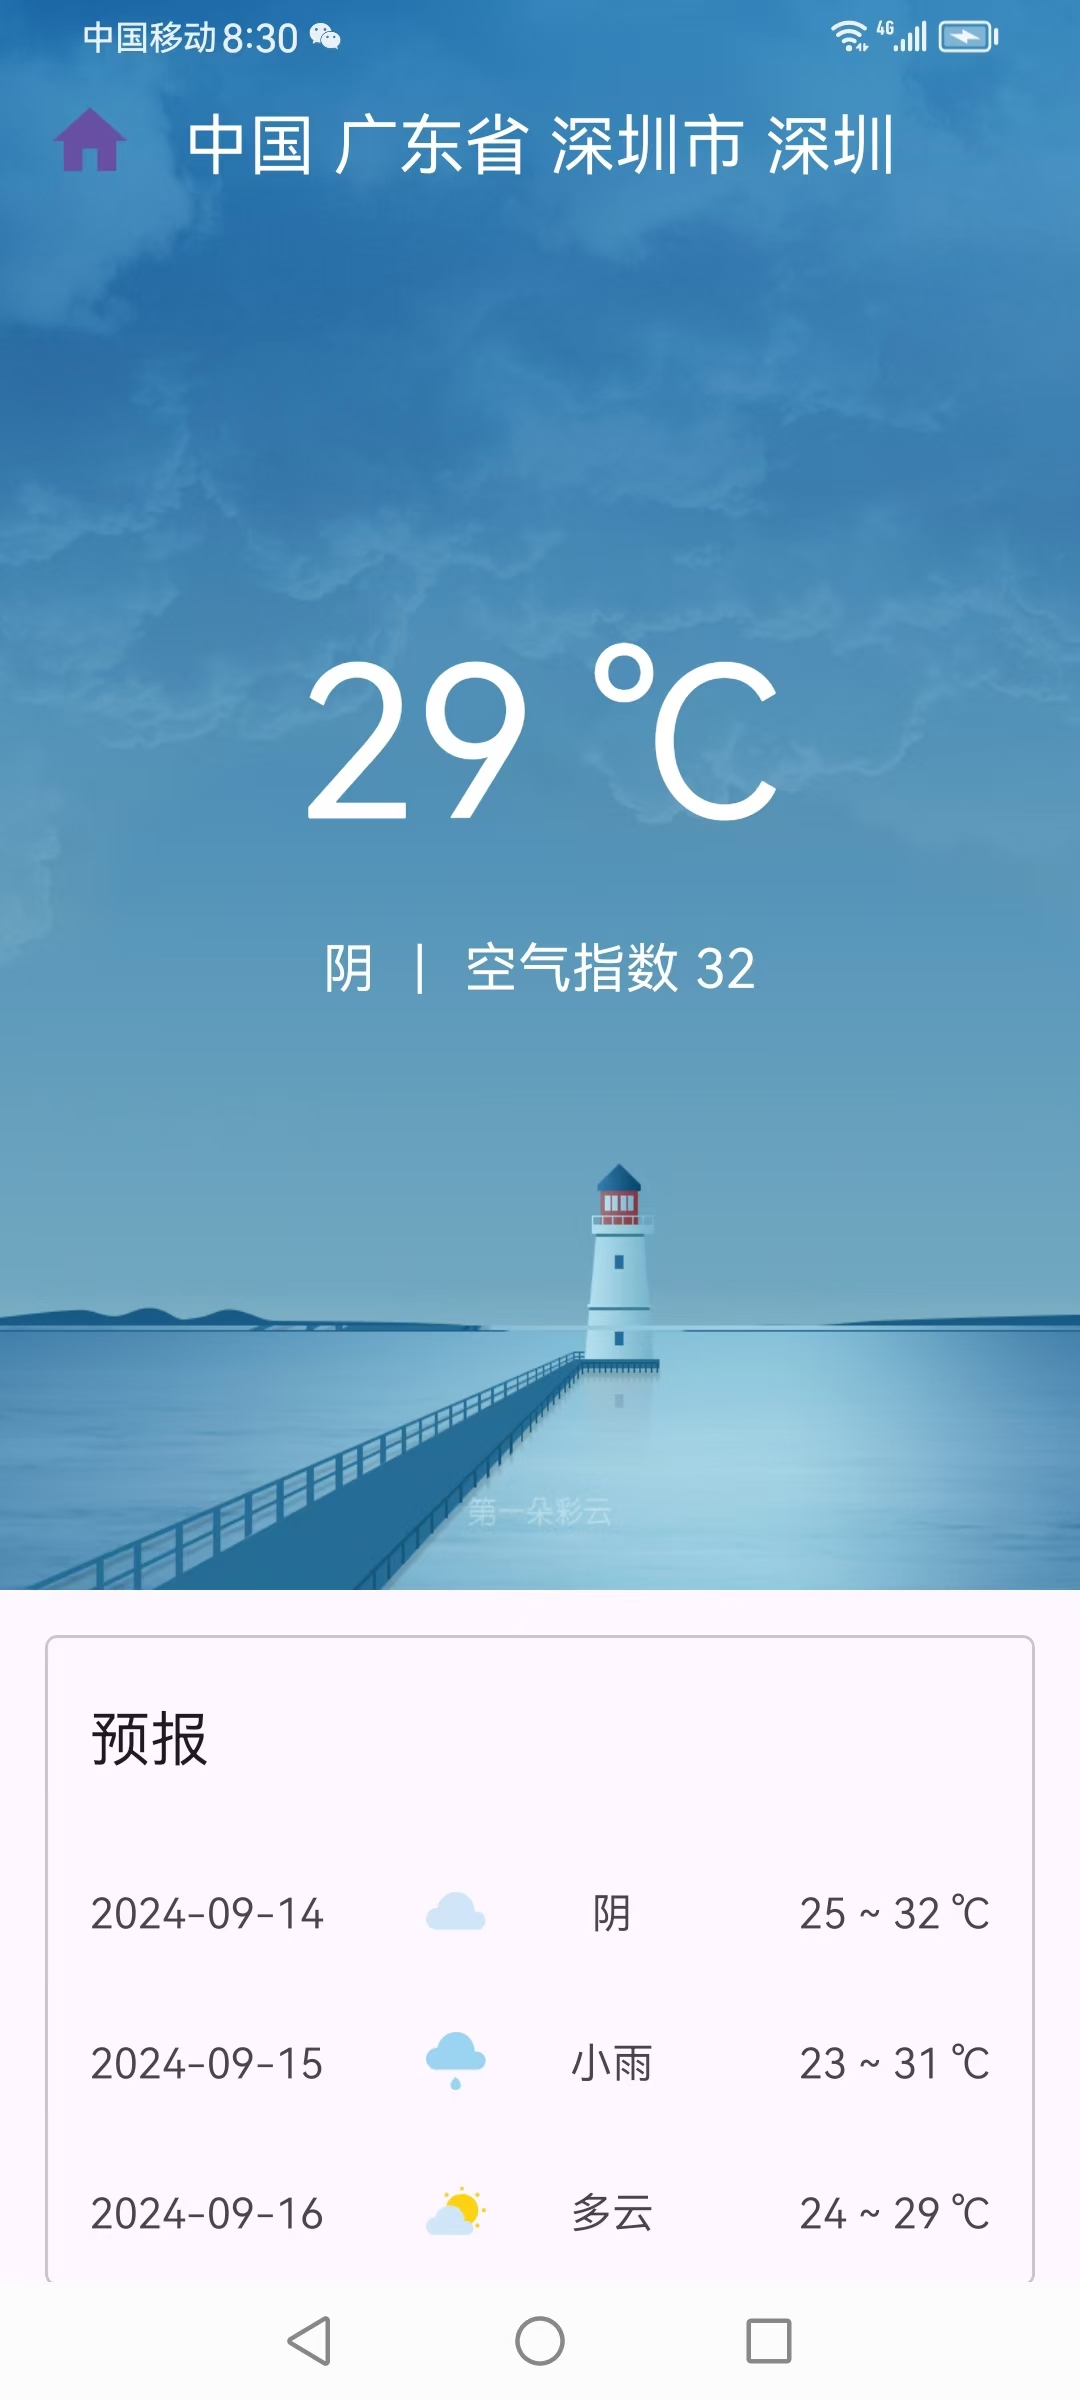 中国移动 8:30 4G
中国 广东省 深圳市 深圳
29 ℃
阴 | 空气指数 32
第一朵彩云
预报
2024-09-14 阴 25 ~ 32 ℃
2024-09-15 小雨 23 ~ 31 ℃
2024-09-16 多云 24 ~ 29 ℃